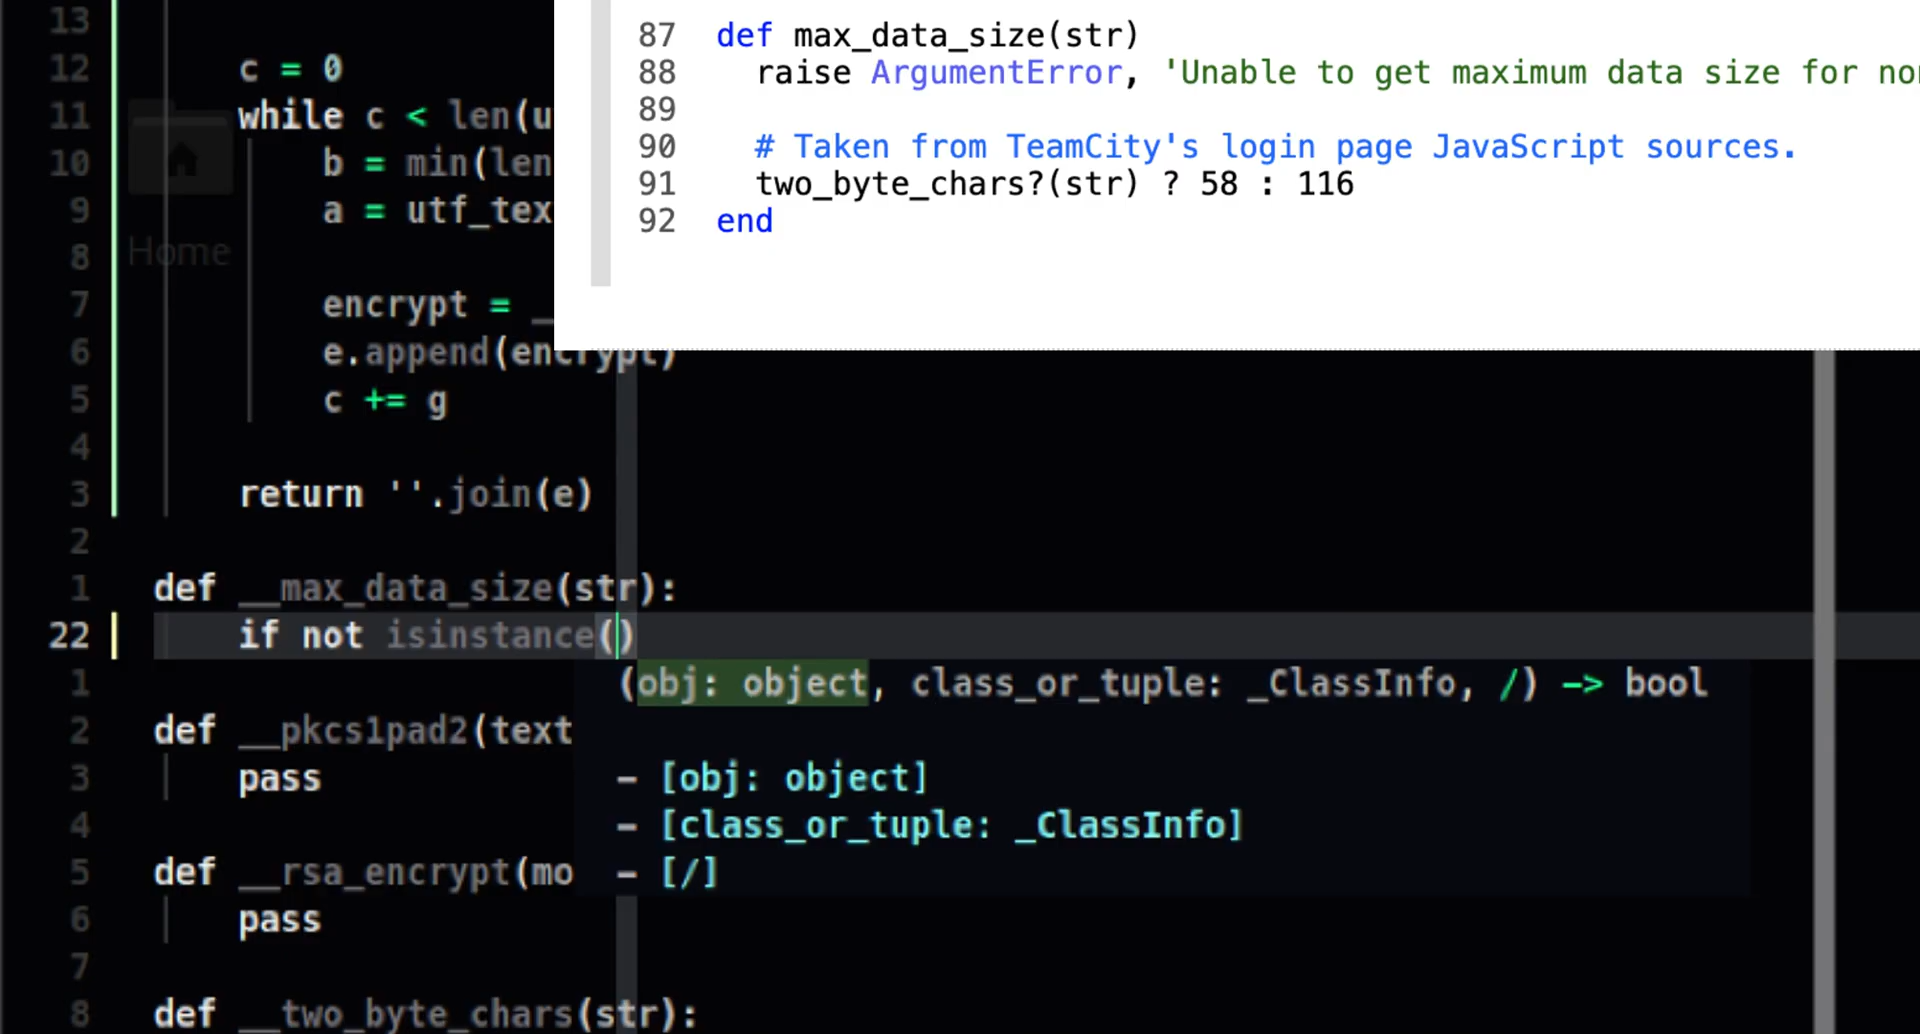 87 def max_data_size(str)
88 raise ArgumentError, 'Unable to get maximum data size for
89
90 # Taken from TeamCity's login page JavaScript sources.
91 two_byte_chars?(str) ? 58 : 116
92 end
13
12 c = 0
11 while c < len(u
10 b = min(len
9 a = utf_tex
8
Home
7 encrypt = _
6 e.append(encrypt)
5 c += g
4
3 return ''.join(e)
2
1 def __max_data_size(str):
22 if not isinstance()
1 (obj: object, class_or_tuple: _ClassInfo, /) -> bool
2 def __pkcs1pad2(text
3 pass – [obj: object]
4 – [class_or_tuple: _ClassInfo]
5 def __rsa_encrypt(mo – [/]
6 pass
7
8 def __two_byte_chars(str):